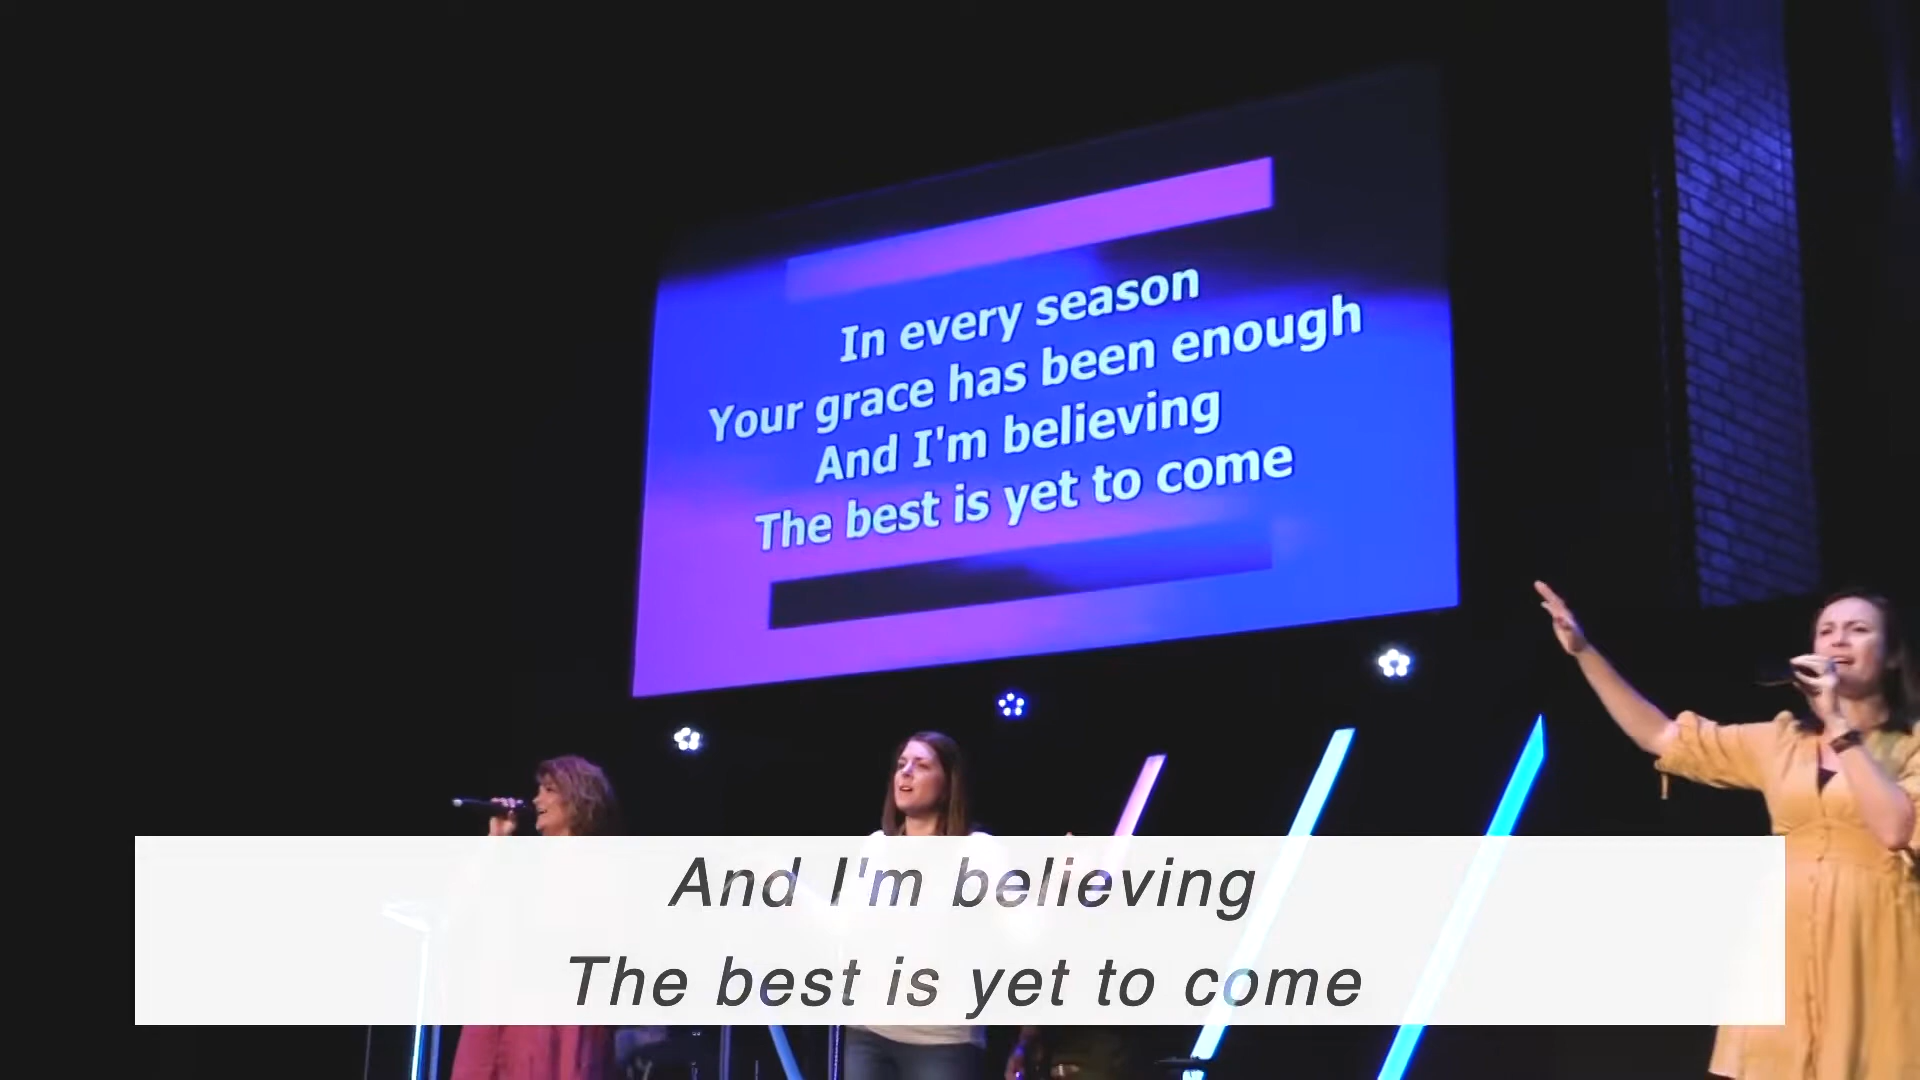 In every season
Your grace has been enough
And I'm believing
The best is yet to come
And I'm believing
The best is yet to come